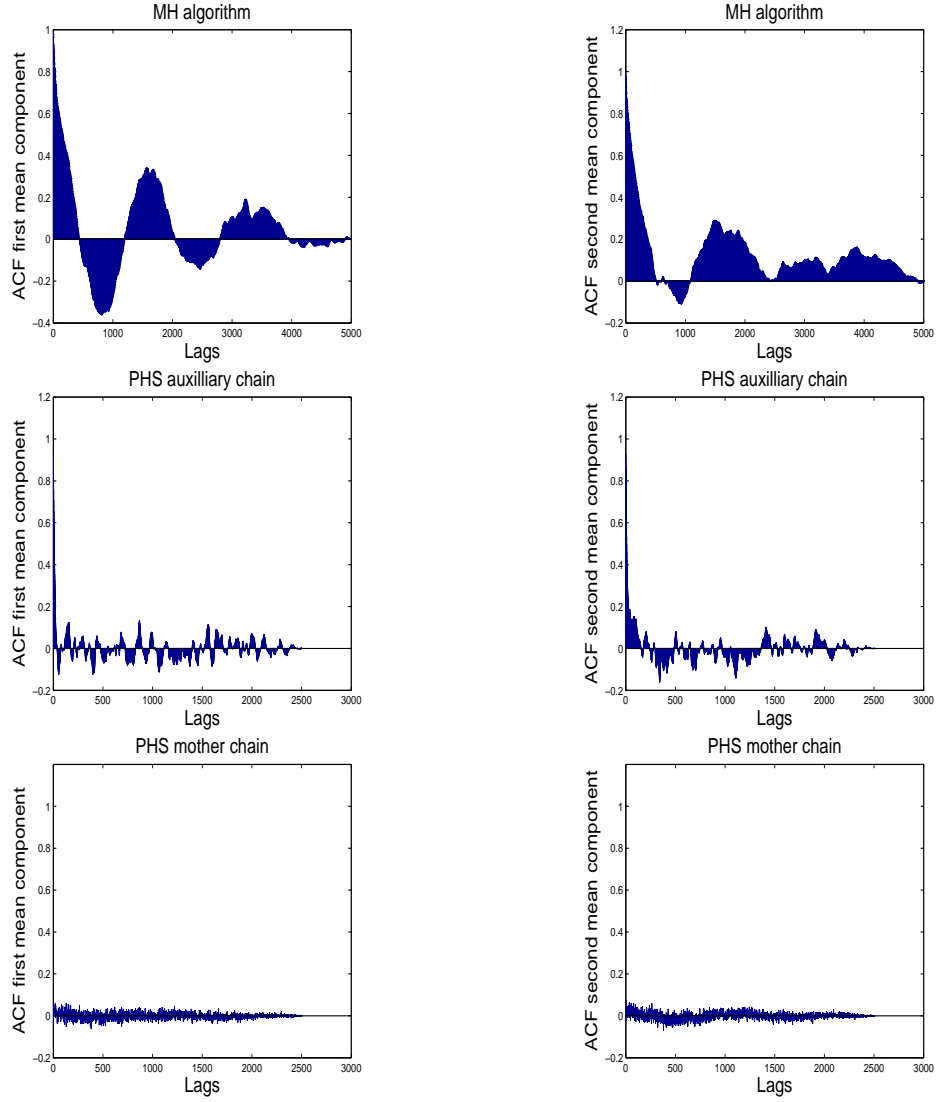 MH algorithm
ACF first mean component
1
0.8
0.6
0.4
0.2
0
−0.2
−0.4
0 1000 2000 3000 4000 5000
Lags
MH algorithm
ACF second mean component
1.2
1
0.8
0.6
0.4
0.2
0
−0.2
0 1000 2000 3000 4000 5000
Lags
PHS auxilliary chain
ACF first mean component
1.2
1
0.8
0.6
0.4
0.2
0
−0.2
0 500 1000 1500 2000 2500 3000
Lags
PHS auxilliary chain
ACF second mean component
1.2
1
0.8
0.6
0.4
0.2
0
−0.2
0 500 1000 1500 2000 2500 3000
Lags
PHS mother chain
ACF first mean component
1
0.8
0.6
0.4
0.2
0
−0.2
0 500 1000 1500 2000 2500 3000
Lags
PHS mother chain
ACF second mean component
1
0.8
0.6
0.4
0.2
0
−0.2
0 500 1000 1500 2000 2500 3000
Lags